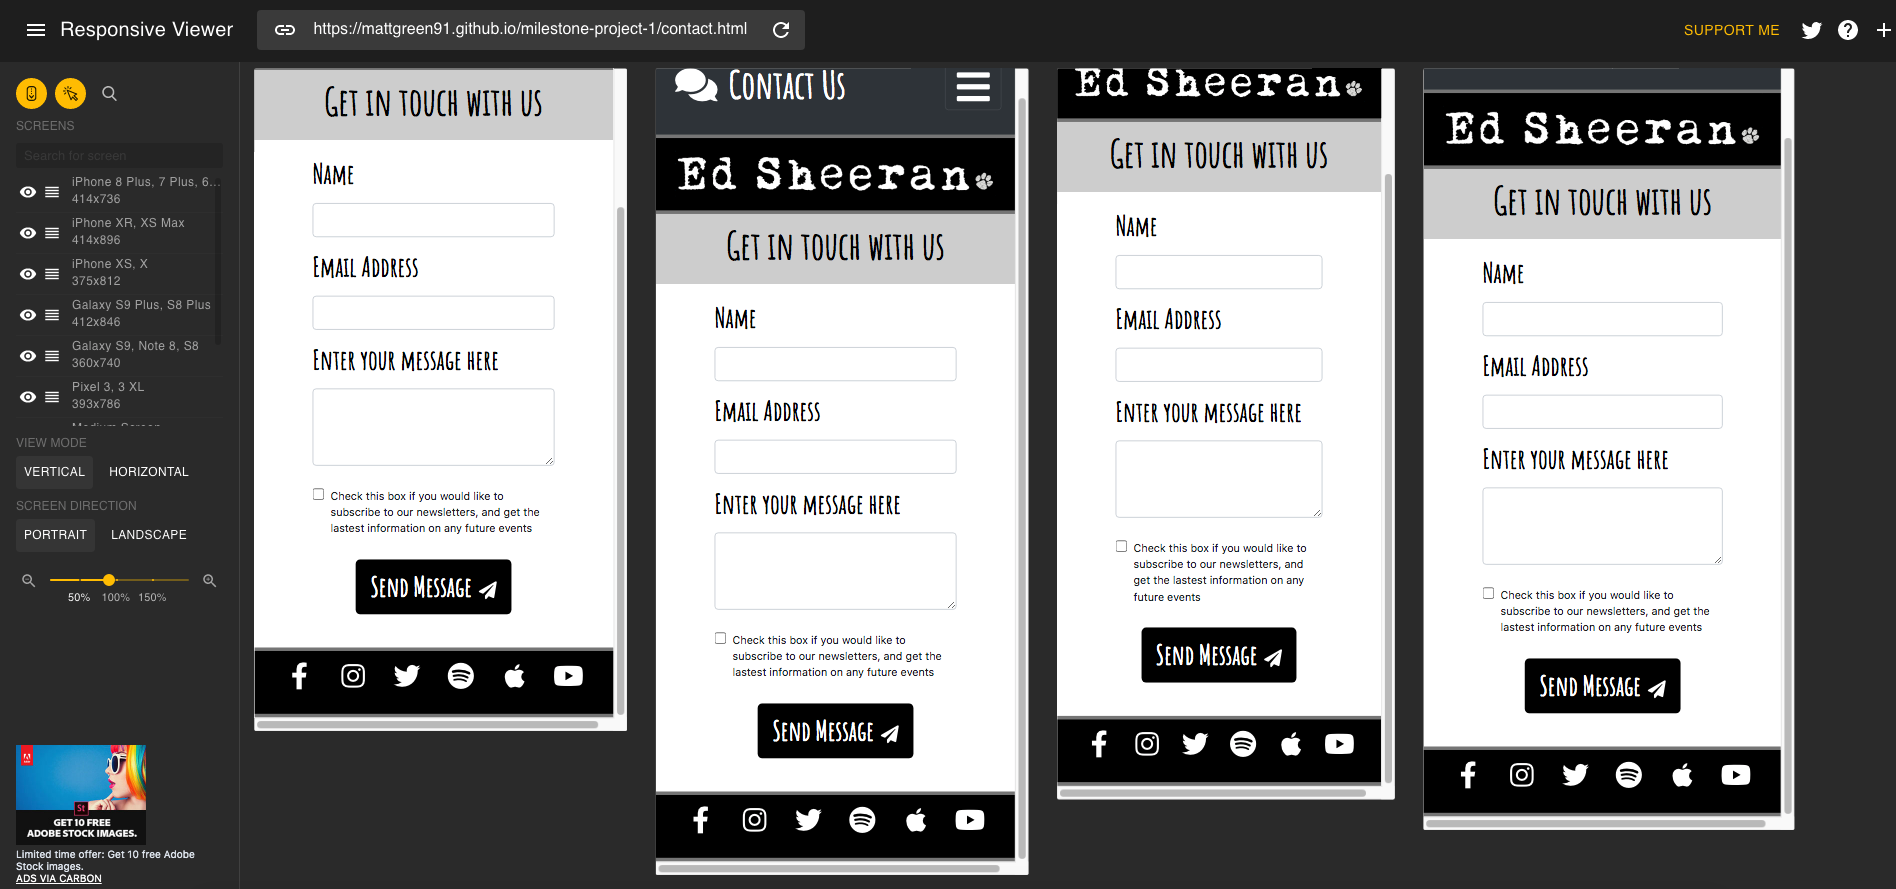 Responsive Viewer
https://mattgreen91.github.io/milestone-project-1/contact.html
SUPPORT ME
SCREENS
Search for screen
iPhone 8 Plus, 7 Plus, 6...
414x736
iPhone XR, XS Max
414x896
iPhone XS, X
375x812
Galaxy S9 Plus, S8 Plus
412x846
Galaxy S9, Note 8, S8
360x740
Pixel 3, 3 XL
393x786
VIEW MODE
VERTICAL HORIZONTAL
SCREEN DIRECTION
PORTRAIT LANDSCAPE
50% 100% 150%
St
GET 10 FREE
ADOBE STOCK IMAGES.
Limited time offer: Get 10 free Adobe
Stock images.
ADS VIA CARBON
Get in touch with us
Name
Email Address
Enter your message here
Check this box if you would like to
subscribe to our newsletters, and get the
lastest information on any future events
Send Message
Contact Us
Ed Sheeran
Get in touch with us
Name
Email Address
Enter your message here
Check this box if you would like to
subscribe to our newsletters, and get the
lastest information on any future events
Send Message
Ed Sheeran
Get in touch with us
Name
Email Address
Enter your message here
Check this box if you would like to
subscribe to our newsletters, and
get the lastest information on any
future events
Send Message
Ed Sheeran
Get in touch with us
Name
Email Address
Enter your message here
Check this box if you would like to
subscribe to our newsletters, and get the
lastest information on any future events
Send Message